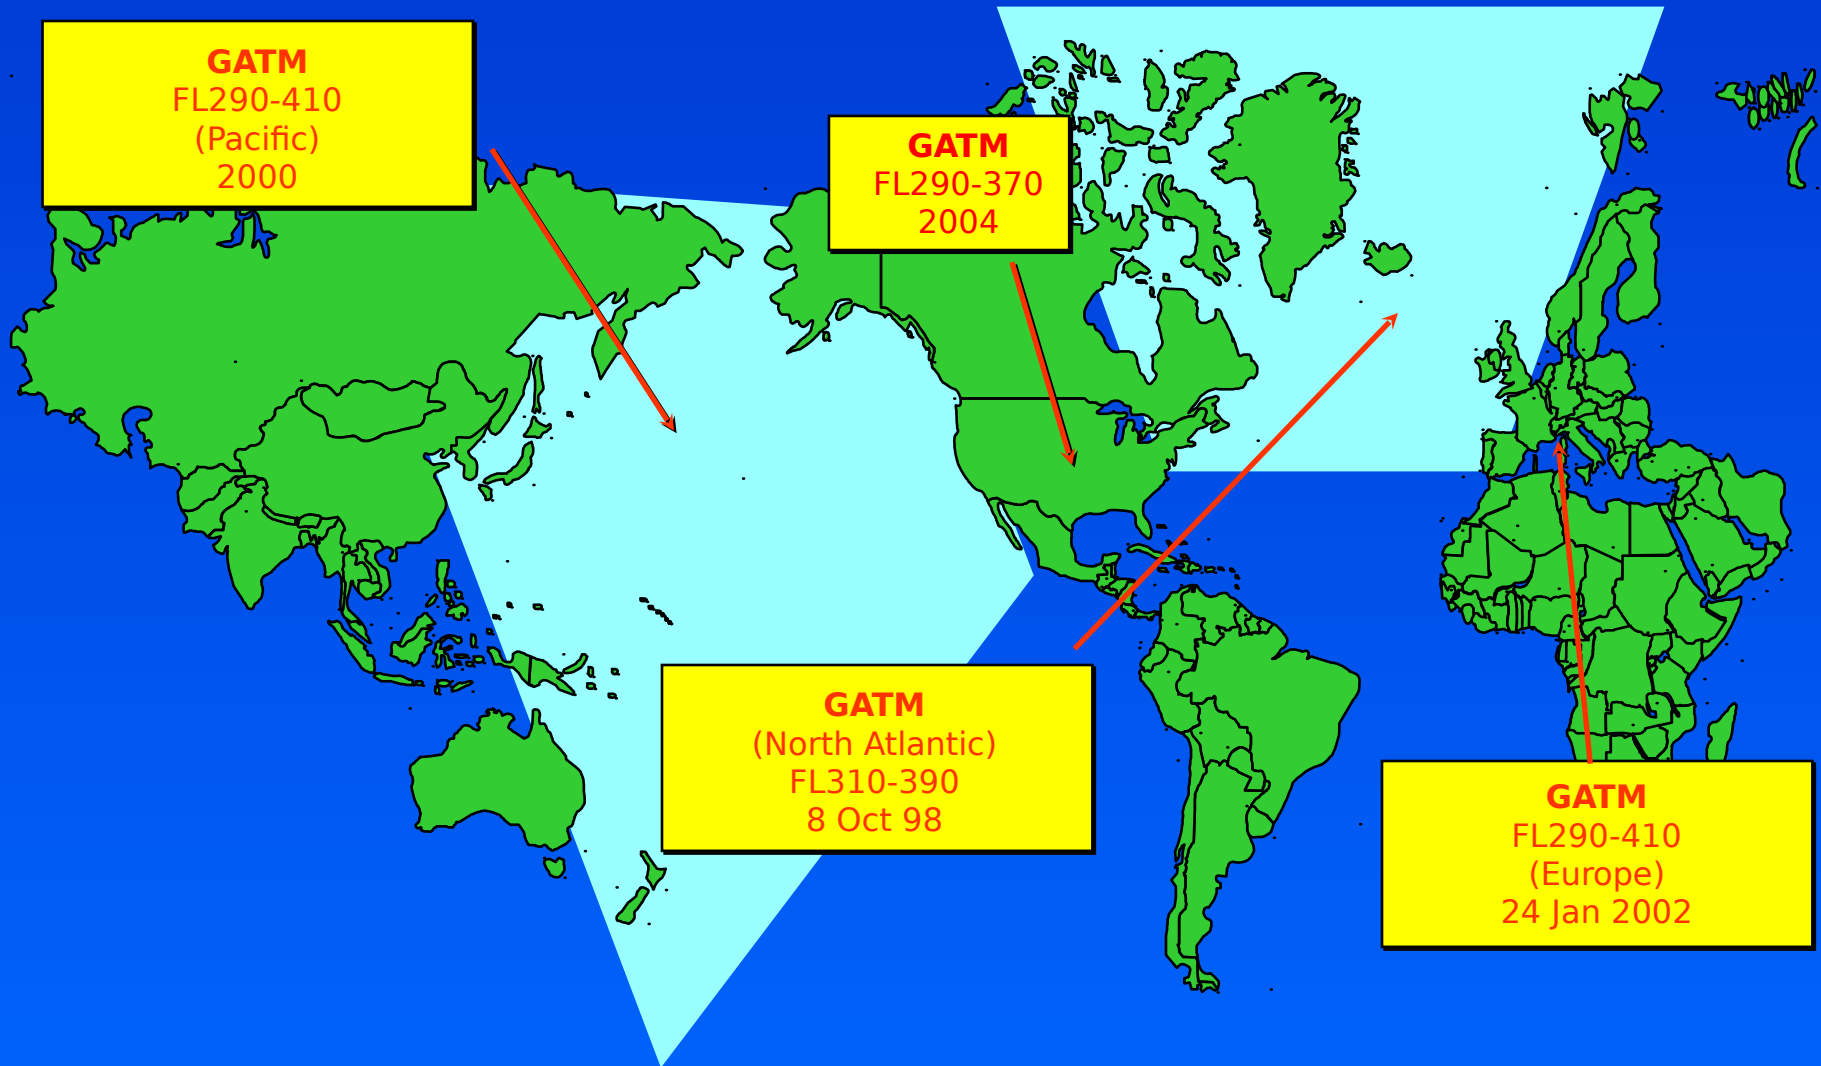 GATM
FL290-410
(Pacific)
2000
GATM
FL290-370
2004
GATM
(North Atlantic)
FL310-390
8 Oct 98
GATM
FL290-410
(Europe)
24 Jan 2002